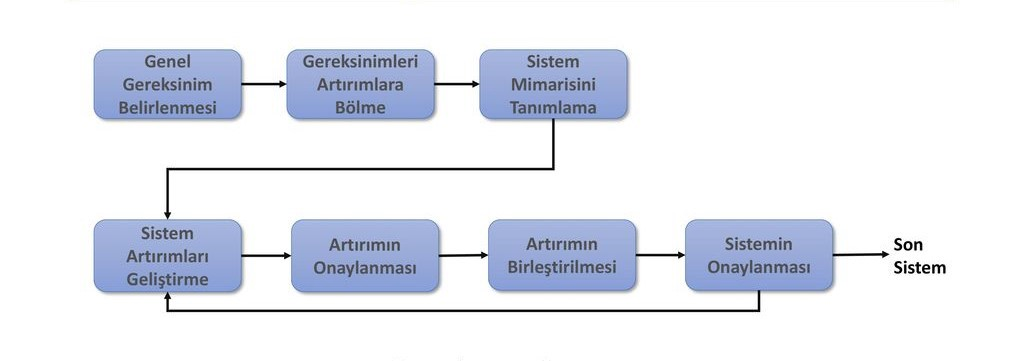 Genel
Gereksinim
Belirlenmesi
Gereksinimleri
Artırımlara
Bölme
Sistem
Mimarisini
Tanımlama
Sistem
Artırımları
Geliştirme
Artırımın
Onaylanması
Artırımın
Birleştirilmesi
Sistemin
Onaylanması
Son
Sistem